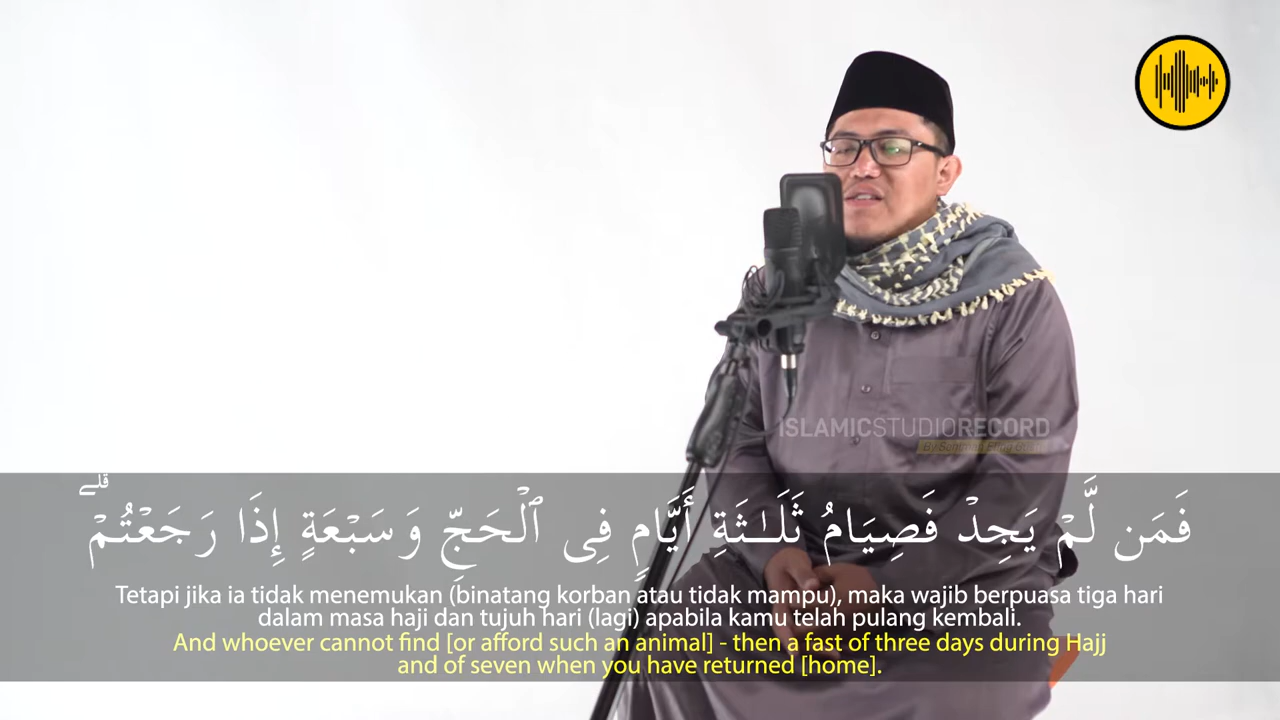 ISLAMICSTUDIORECORD
فَمَن لَّمْ يَجِدْ فَصِيَامُ ثَلَـٰثَةِ أَيَّامٍ فِى ٱلْحَجِّ وَسَبْعَةٍ إِذَا رَجَعْتُمْ ۗ
Tetapi jika ia tidak menemukan (binatang korban atau tidak mampu), maka wajib berpuasa tiga hari
dalam masa haji dan tujuh hari (lagi) apabila kamu telah pulang kembali.
And whoever cannot find [or afford such an animal] - then a fast of three days during Hajj
and of seven when you have returned [home].